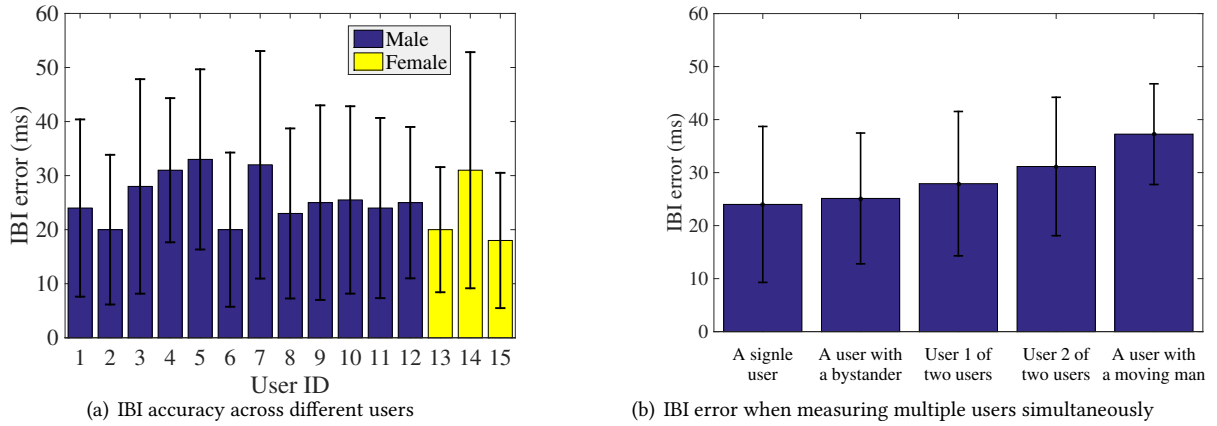 60
50
40
30
20
10
0
IBI error (ms)
Male
Female
1 2 3 4 5 6 7 8 9 10 11 12 13 14 15
User ID
(a) IBI accuracy across different users
60
50
40
30
20
10
0
IBI error (ms)
A signle
user
A user with
a bystander
User 1 of
two users
User 2 of
two users
A user with
a moving man
(b) IBI error when measuring multiple users simultaneously